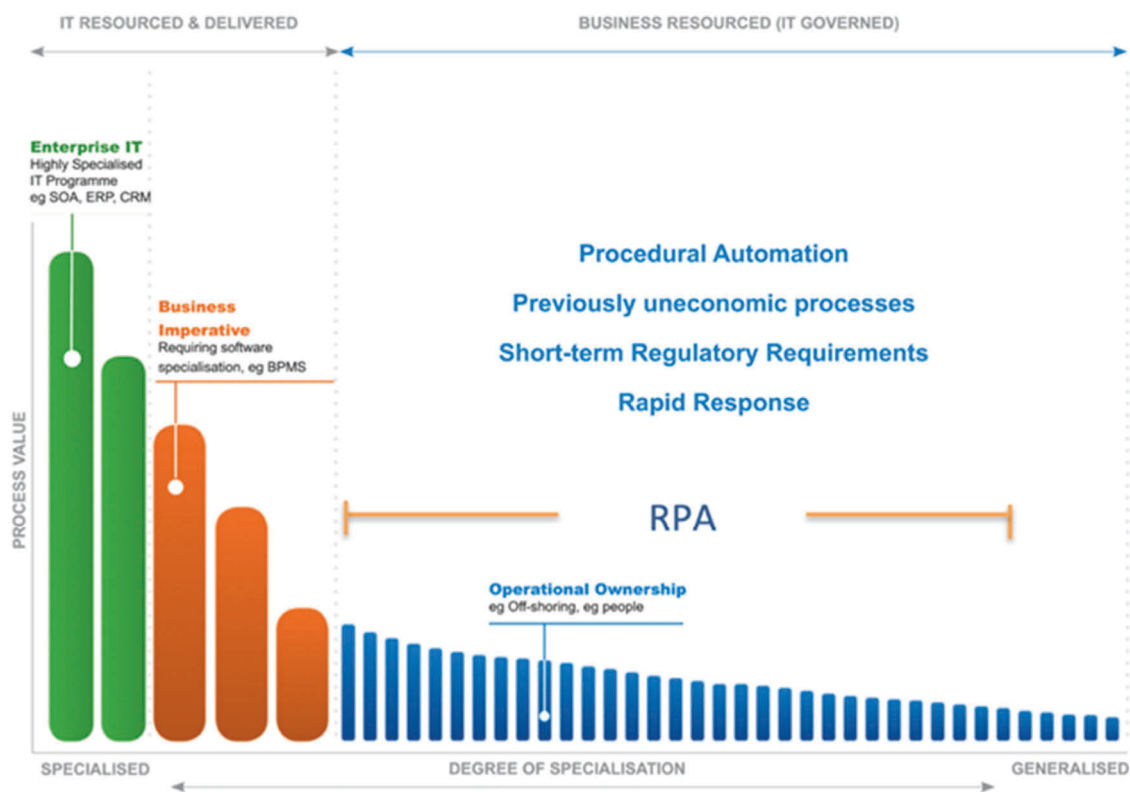 IT RESOURCED & DELIVERED
BUSINESS RESOURCED (IT GOVERNED)
Enterprise IT
Highly Specialised
IT Programme
eg SOA, ERP, CRM
Business
Imperative
Requiring software
specialisation, eg BPMS
Procedural Automation
Previously uneconomic processes
Short-term Regulatory Requirements
Rapid Response
RPA
Operational Ownership
eg Off-shoring, eg people
PROCESS VALUE
SPECIALISED
DEGREE OF SPECIALISATION
GENERALISED